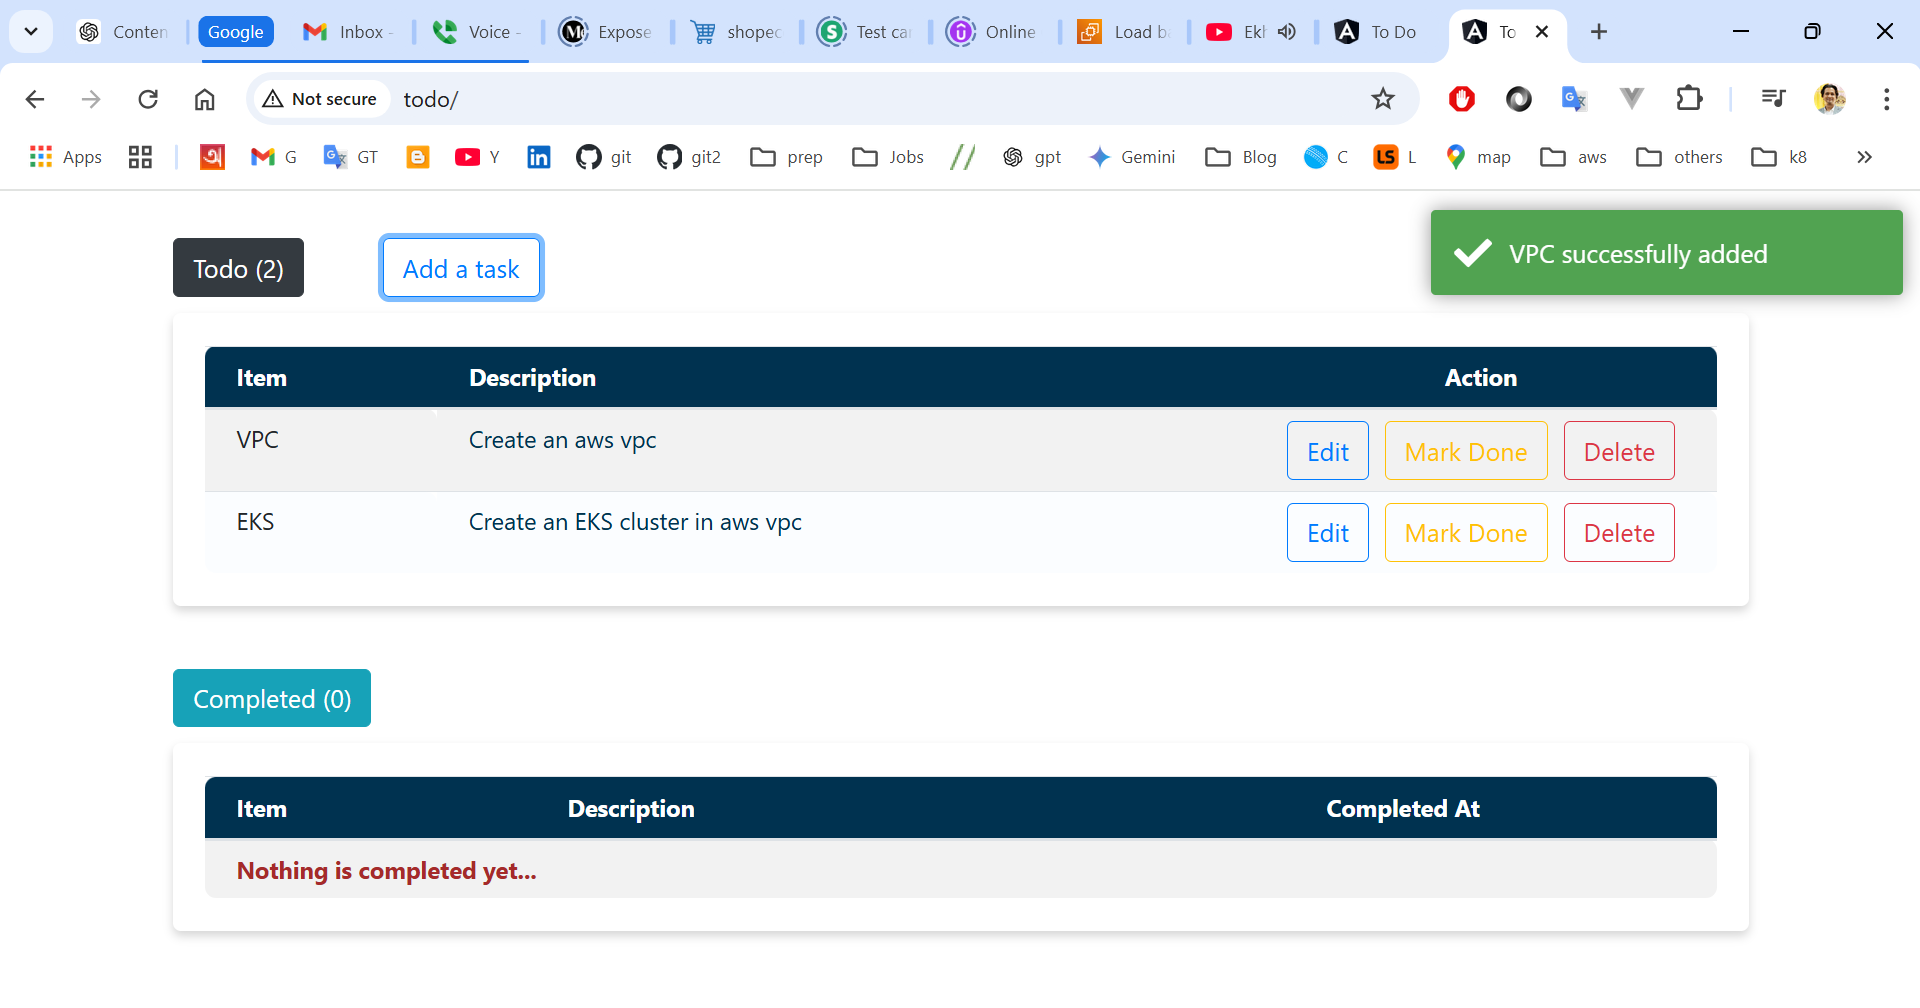 Conten Google Inbox - Voice - Expose shopec Test ca Online Load ba Ekl To Do To
Not secure todo/
Apps G GT Y git git2 prep Jobs gpt Gemini Blog C LS L map aws others k8
Todo (2) Add a task
VPC successfully added
Item Description Action
VPC Create an aws vpc Edit Mark Done Delete
EKS Create an EKS cluster in aws vpc Edit Mark Done Delete
Completed (0)
Item Description Completed At
Nothing is completed yet...